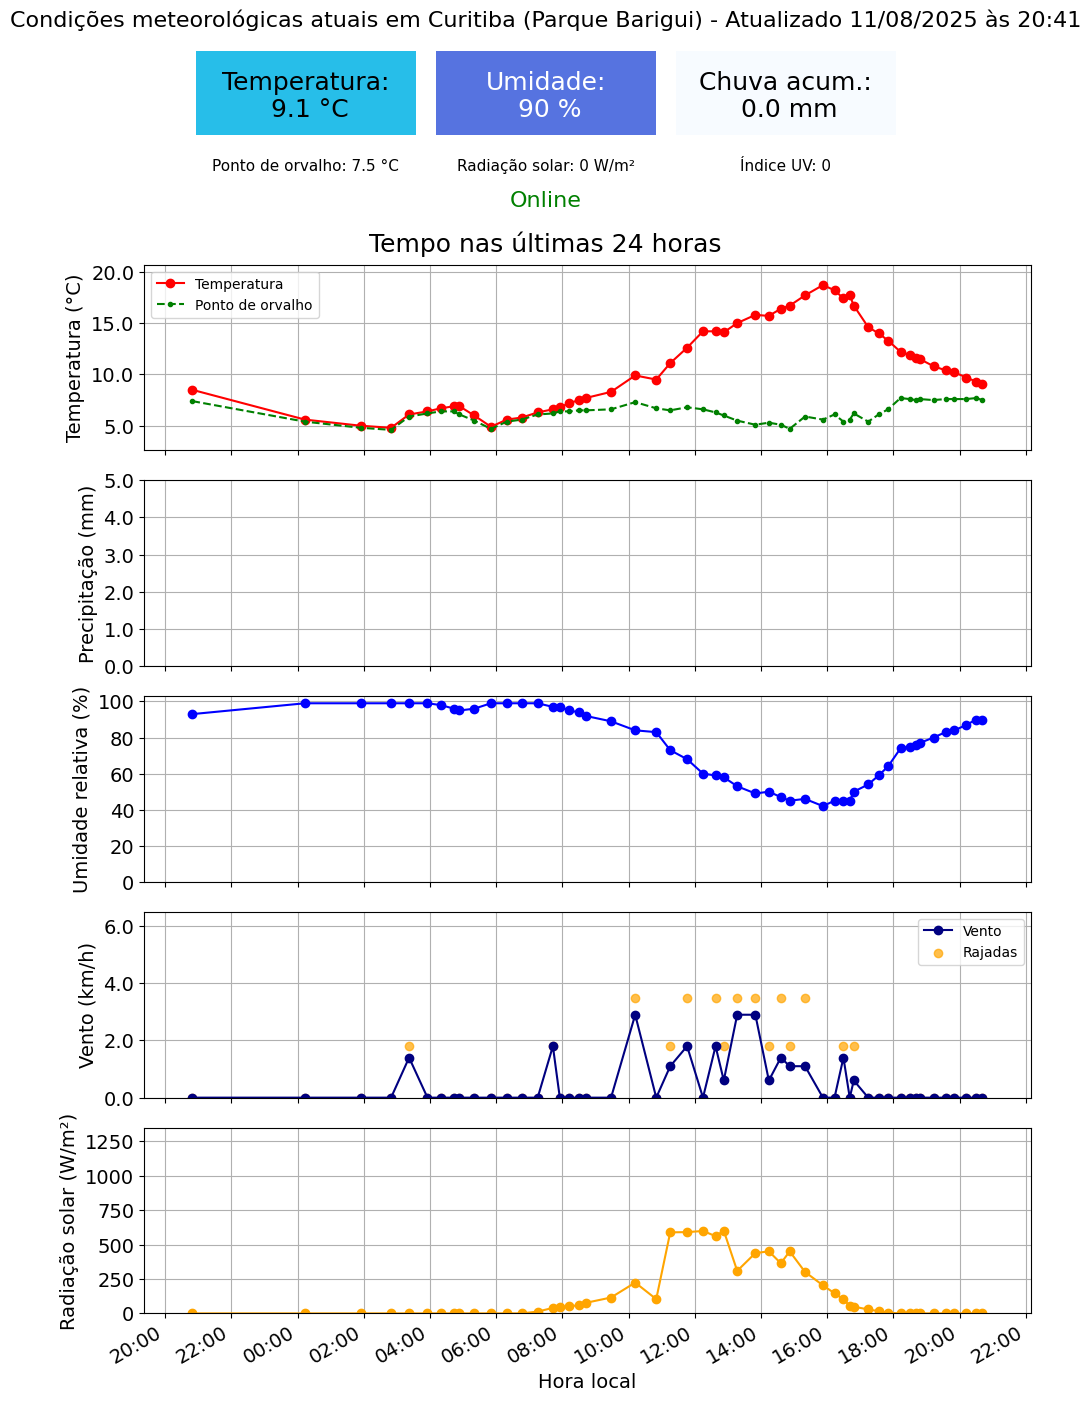 Condições meteorológicas atuais em Curitiba (Parque Barigui) - Atualizado 11/08/2025 às 20:41
Temperatura:
9.1 °C
Umidade:
90 %
Chuva acum.:
0.0 mm
Ponto de orvalho: 7.5 °C
Radiação solar: 0 W/m²
Índice UV: 0
Online
Tempo nas últimas 24 horas
Temperatura (°C)
20.0
15.0
10.0
5.0
Temperatura
Ponto de orvalho
Precipitação (mm)
5.0
4.0
3.0
2.0
1.0
0.0
Umidade relativa (%)
100
80
60
40
20
0
Vento (km/h)
6.0
4.0
2.0
0.0
Vento
Rajadas
Radiação solar (W/m²)
1250
1000
750
500
250
0
20:00 22:00 00:00 02:00 04:00 06:00 08:00 10:00 12:00 14:00 16:00 18:00 20:00 22:00
Hora local